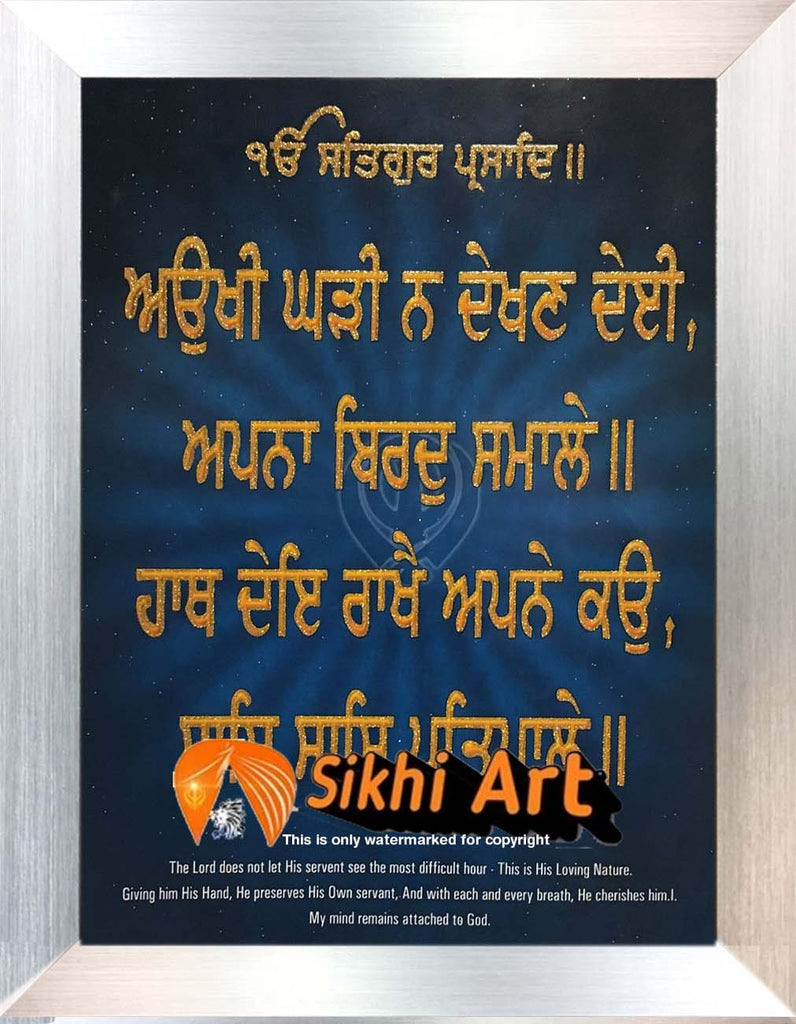 ੴ ਸਤਿਗੁਰ ਪ੍ਰਸਾਦਿ ॥
ਅਉਖੀ ਘੜੀ ਨ ਦੇਖਣ ਦੇਈ,
ਅਪਨਾ ਬਿਰਦੁ ਸਮਾਲੇ ॥
ਹਾਥ ਦੇਇ ਰਾਖੈ ਅਪਨੇ ਕਉ,
ਸਾਸਿ ਸਾਸਿ ॥
Sikhi Art
This is only watermarked for copyright
The Lord does not let His servent see the most difficult hour - This is His Loving Nature.
Giving him His Hand, He preserves His Own servant, And with each and every breath, He cherishes him.I.
My mind remains attached to God.